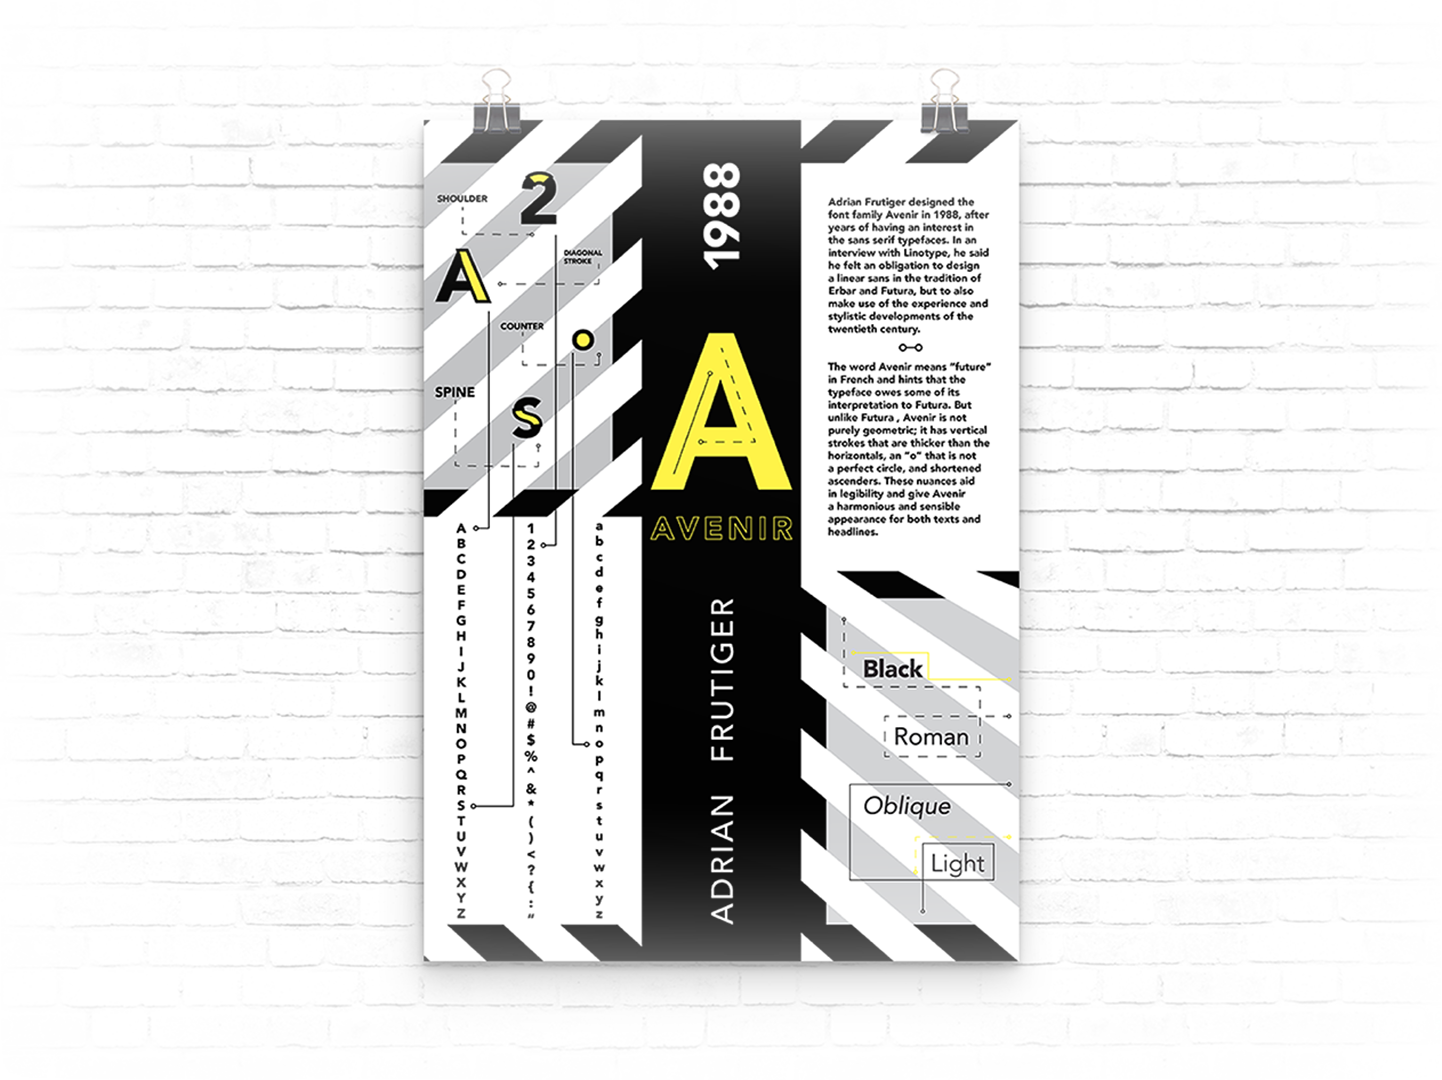 SHOULDER
2
A
DIAGONAL
STROKE
COUNTER
o
SPINE
S
A
B
C
D
E
F
G
H
I
J
K
L
M
N
O
P
Q
R
S
T
U
V
W
X
Y
Z
1
2
3
4
5
6
7
8
9
0
!
@
#
$
%
^
&
*
(
)
<
?
{
:
"
a
b
c
d
e
f
g
h
i
j
k
l
m
n
o
p
q
r
s
t
u
v
w
x
y
z
1988
A
AVENIR
ADRIAN FRUTIGER
Adrian Frutiger designed the
font family Avenir in 1988, after
years of having an interest in
the sans serif typefaces. In an
interview with Linotype, he said
he felt an obligation to design
a linear sans in the tradition of
Erbar and Futura, but to also
make use of the experience and
stylistic developments of the
twentieth century.
The word Avenir means “future”
in French and hints that the
typeface owes some of its
interpretation to Futura. But
unlike Futura , Avenir is not
purely geometric; it has vertical
strokes that are thicker than the
horizontals, an “o” that is not
a perfect circle, and shortened
ascenders. These nuances aid
in legibility and give Avenir
a harmonious and sensible
appearance for both texts and
headlines.
Black
Roman
Oblique
Light